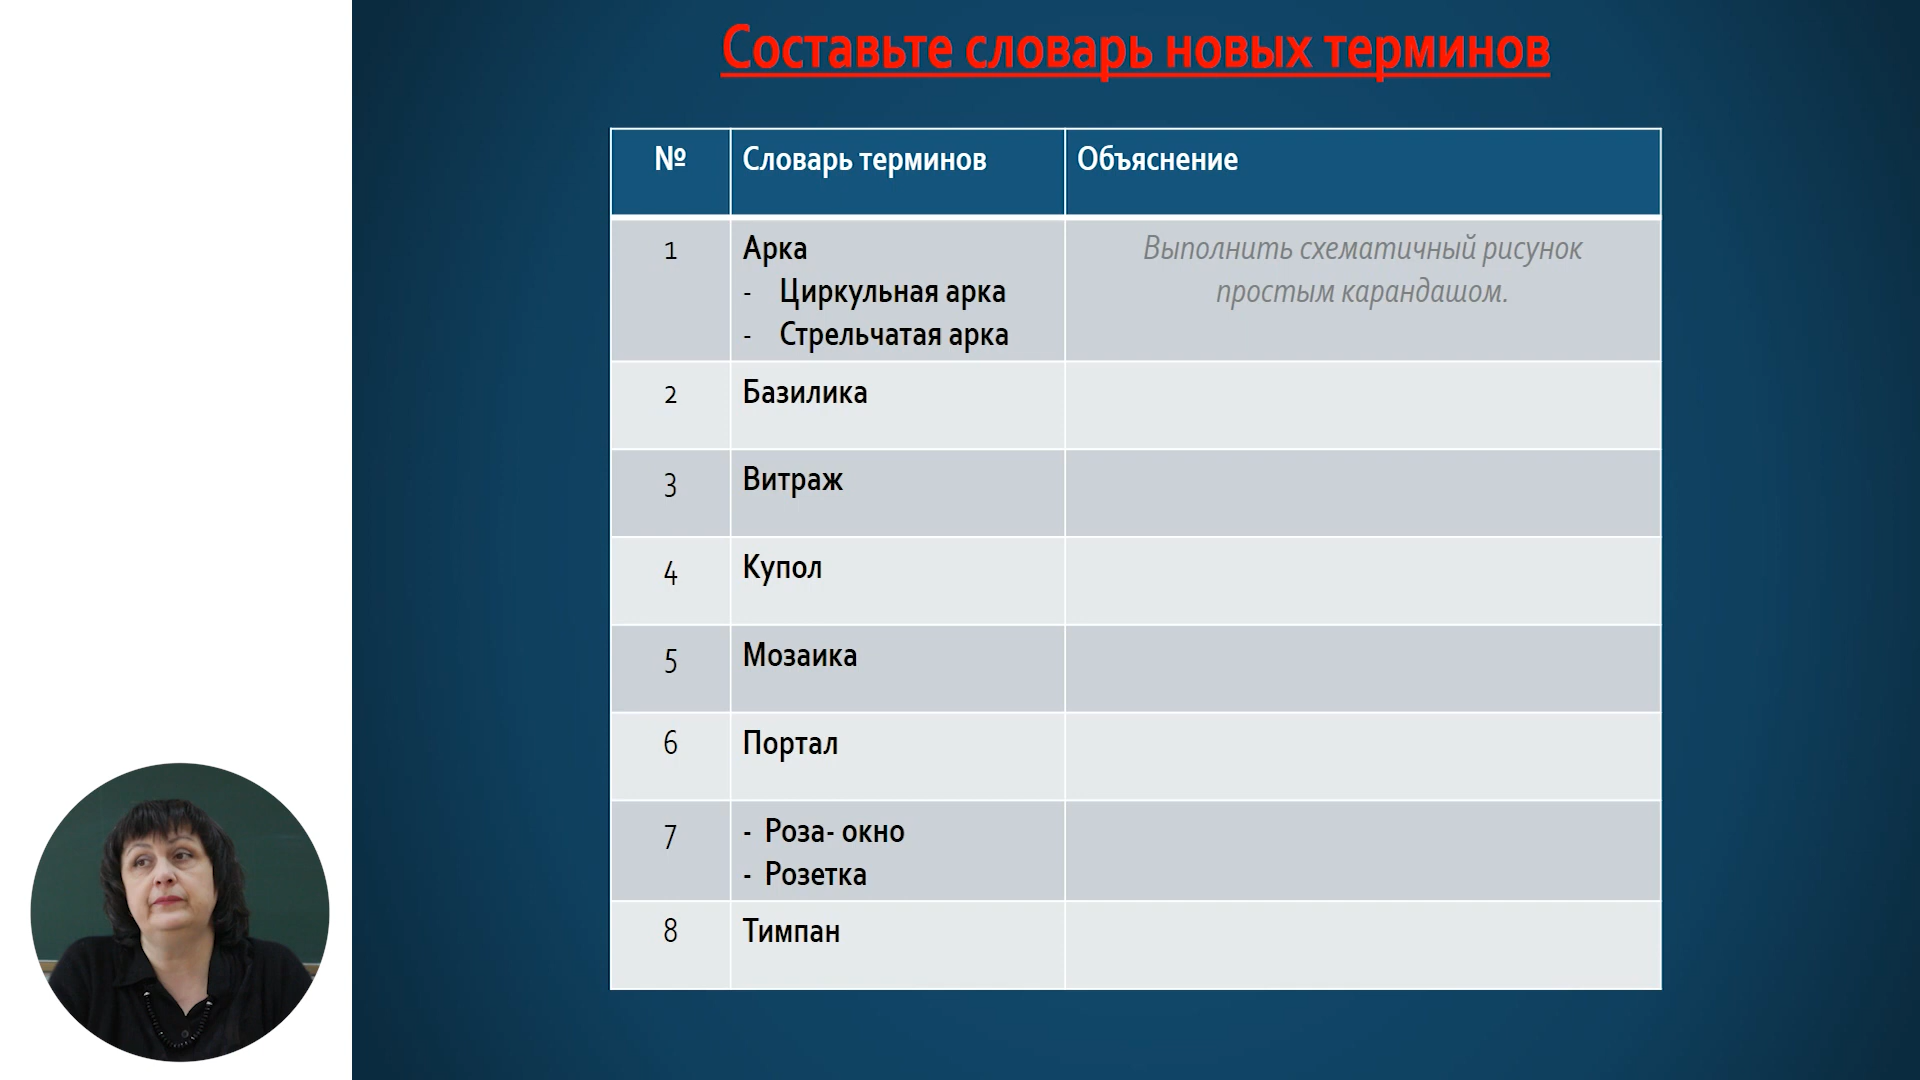 Составьте словарь новых терминов
№ Словарь терминов Объяснение
1 Арка Выполнить схематичный рисунок
- Циркульная арка простым карандашом.
- Стрельчатая арка
2 Базилика
3 Витраж
4 Купол
5 Мозаика
6 Портал
7 - Роза- окно
- Розетка
8 Тимпан